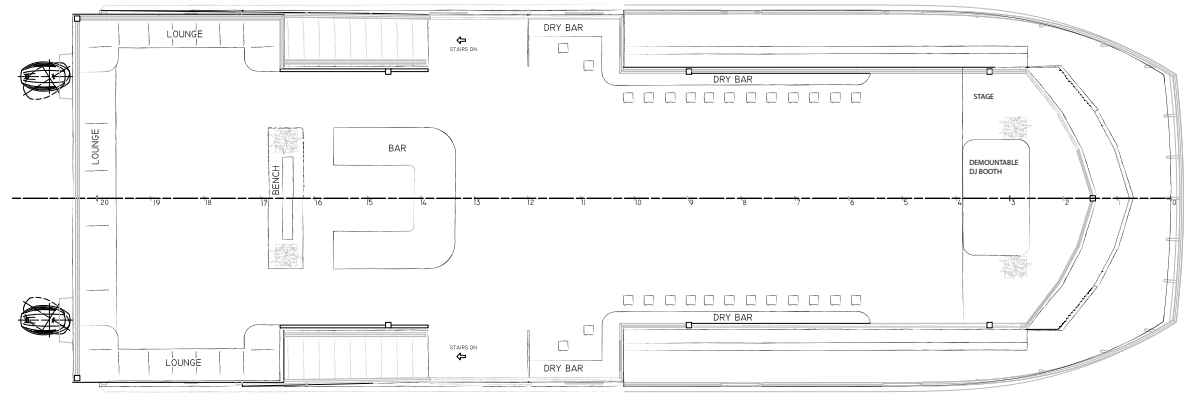 LOUNGE
DRY BAR
STAIRS DN
DRY BAR
STAGE
LOUNGE
BENCH
BAR
DEMOUNTABLE
DJ BOOTH
20 19 18 17 16 15 14 13 12 11 10 9 8 7 6 5 4 3 2 1 0
DRY BAR
STAIRS DN
LOUNGE
DRY BAR